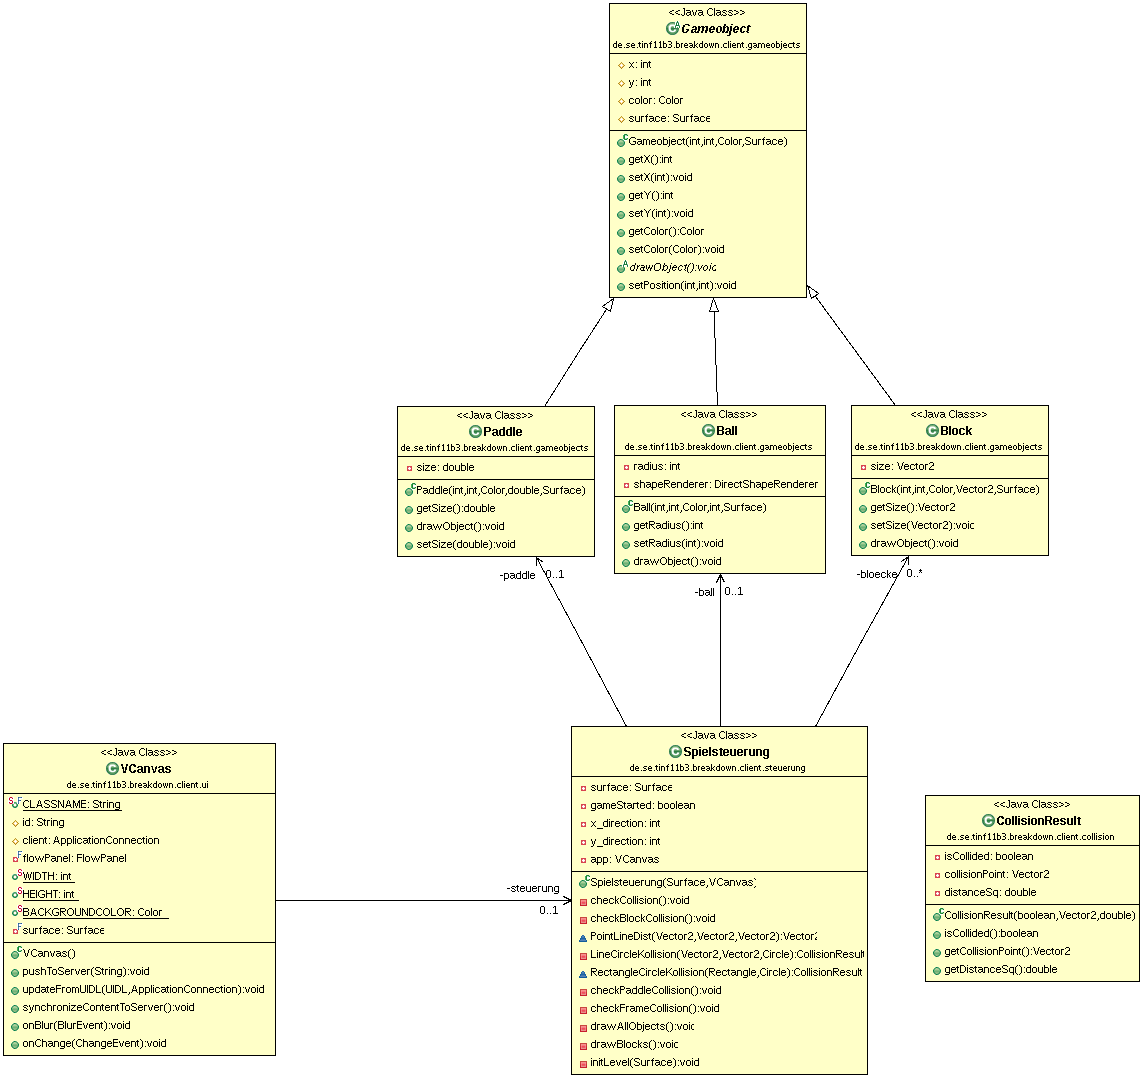 <<Java Class>>
Gameobject
de.se.tinf11b3.breakdown.client.gameobjects
x: int
y: int
color: Color
surface: Surface
Gameobject(int,int,Color,Surface)
getX():int
setX(int):void
getY():int
setY(int):void
getColor():Color
setColor(Color):void
drawObject():void
setPosition(int,int):void
<<Java Class>>
Paddle
de.se.tinf11b3.breakdown.client.gameobjects
size: double
Paddle(int,int,Color,double,Surface)
getSize():double
drawObject():void
setSize(double):void
<<Java Class>>
Ball
de.se.tinf11b3.breakdown.client.gameobjects
radius: int
shapeRenderer: DirectShapeRenderer
Ball(int,int,Color,int,Surface)
getRadius():int
setRadius(int):void
drawObject():void
<<Java Class>>
Block
de.se.tinf11b3.breakdown.client.gameobjects
size: Vector2
Block(int,int,Color,Vector2,Surface)
getSize():Vector2
setSize(Vector2):void
drawObject():void
-paddle 0..1
-ball 0..1
-bloecke 0..*
<<Java Class>>
VCanvas
de.se.tinf11b3.breakdown.client.ui
CLASSNAME: String
id: String
client: ApplicationConnection
flowPanel: FlowPanel
WIDTH: int
HEIGHT: int
BACKGROUNDCOLOR: Color
surface: Surface
VCanvas()
pushToServer(String):void
updateFromUIDL(UIDL,ApplicationConnection):void
synchronizeContentToServer():void
onBlur(BlurEvent):void
onChange(ChangeEvent):void
-steuerung
0..1
<<Java Class>>
Spielsteuerung
de.se.tinf11b3.breakdown.client.steuerung
surface: Surface
gameStarted: boolean
x_direction: int
y_direction: int
app: VCanvas
Spielsteuerung(Surface,VCanvas)
checkCollision():void
checkBlockCollision():void
PointLineDist(Vector2,Vector2,Vector2):Vector2
LineCircleKollision(Vector2,Vector2,Circle):CollisionResult
RectangleCircleKollision(Rectangle,Circle):CollisionResult
checkPaddleCollision():void
checkFrameCollision():void
drawAllObjects():void
drawBlocks():void
initLevel(Surface):void
<<Java Class>>
CollisionResult
de.se.tinf11b3.breakdown.client.collision
isCollided: boolean
collisionPoint: Vector2
distanceSq: double
CollisionResult(boolean,Vector2,double)
isCollided():boolean
getCollisionPoint():Vector2
getDistanceSq():double